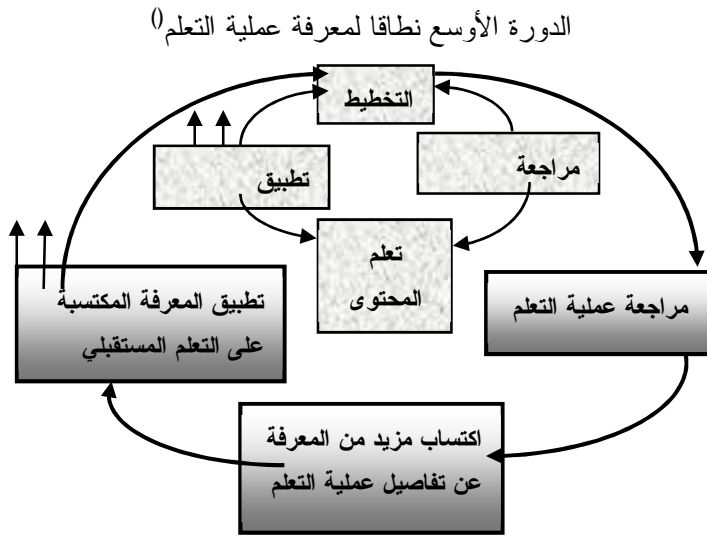 الدورة الأوسع نطاقا لمعرفة عملية التعلم()
التخطيط
مراجعة
تطبيق
تعلم
المحتوى
مراجعة عملية التعلم
تطبيق المعرفة المكتسبة
على التعلم المستقبلي
اكتساب مزيد من المعرفة
عن تفاصيل عملية التعلم